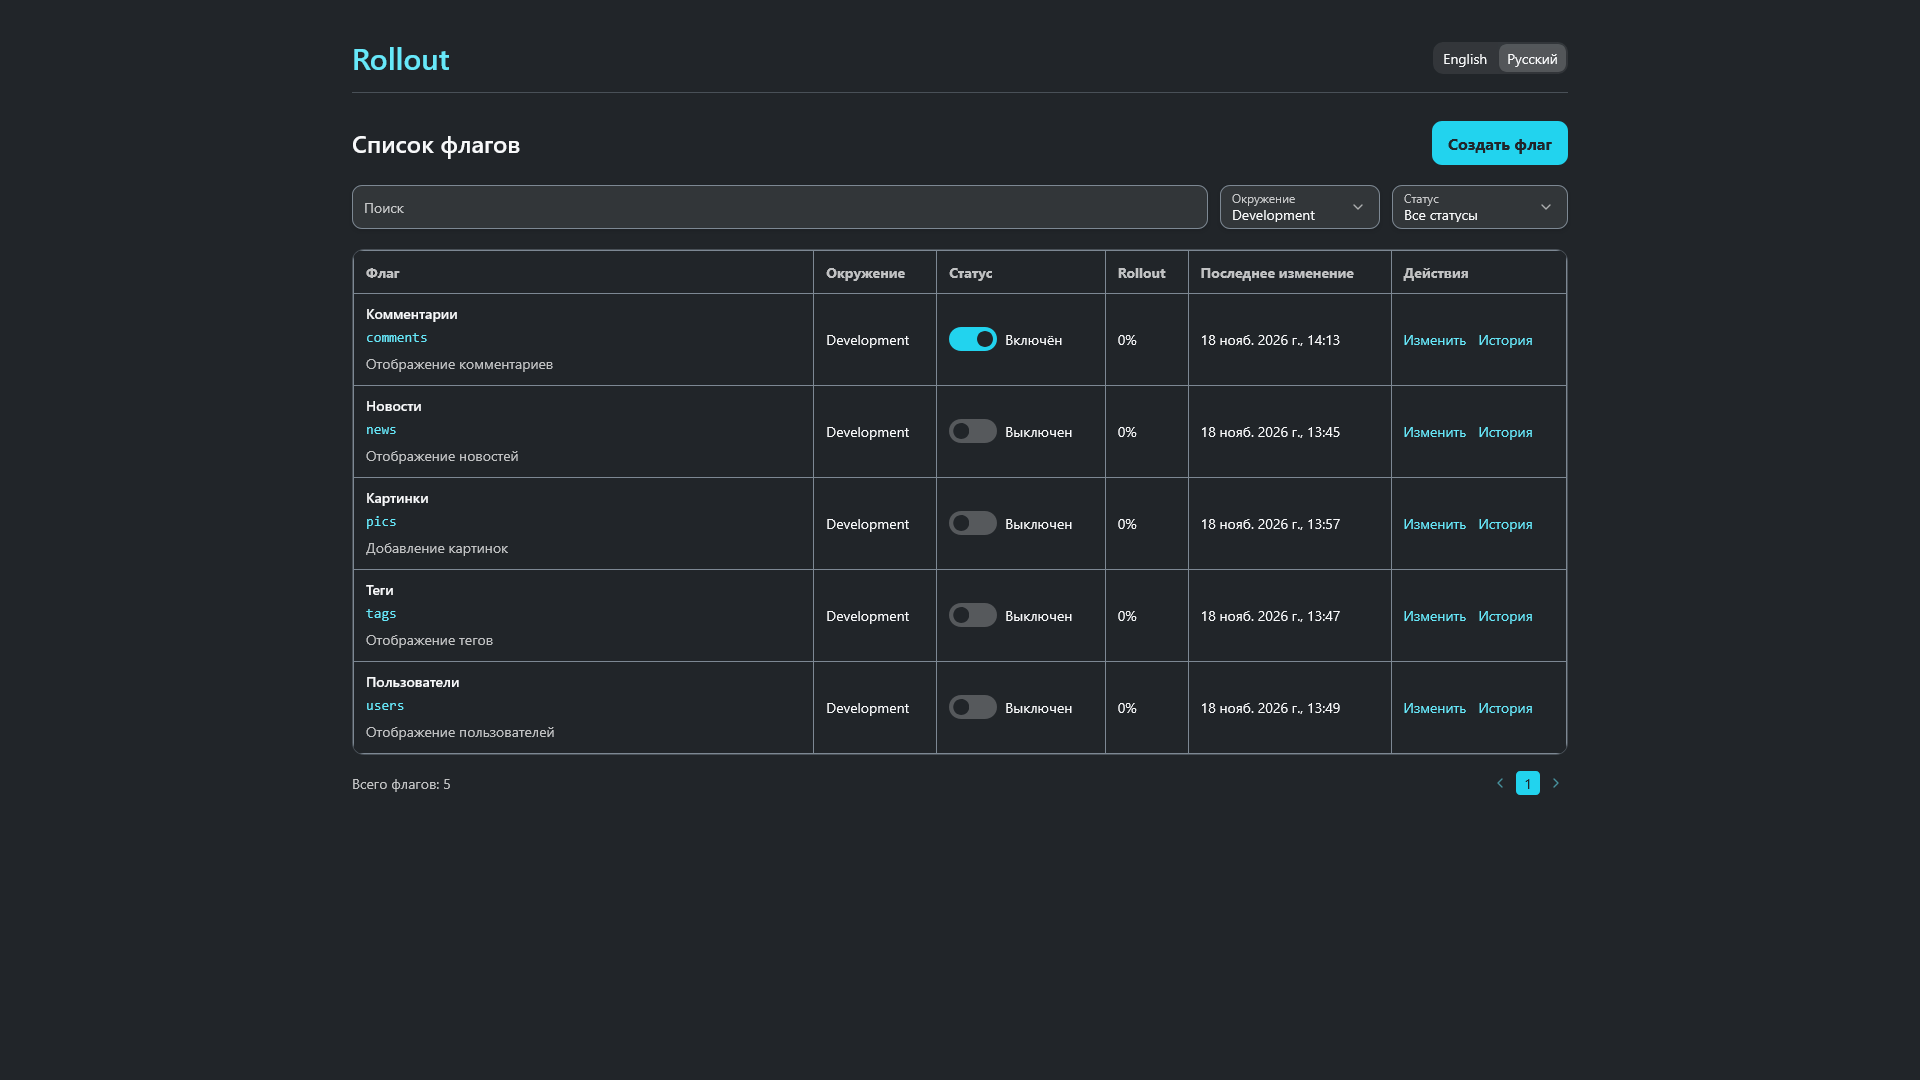 Rollout
English Русский
Список флагов
Создать флаг
Поиск
Окружение
Development
Статус
Все статусы
Флаг Окружение Статус Rollout Последнее изменение Действия
Комментарии
comments
Отображение комментариев
Development Включён 0% 18 нояб. 2026 г., 14:13 Изменить История
Новости
news
Отображение новостей
Development Выключен 0% 18 нояб. 2026 г., 13:45 Изменить История
Картинки
pics
Добавление картинок
Development Выключен 0% 18 нояб. 2026 г., 13:57 Изменить История
Теги
tags
Отображение тегов
Development Выключен 0% 18 нояб. 2026 г., 13:47 Изменить История
Пользователи
users
Отображение пользователей
Development Выключен 0% 18 нояб. 2026 г., 13:49 Изменить История
Всего флагов: 5
1